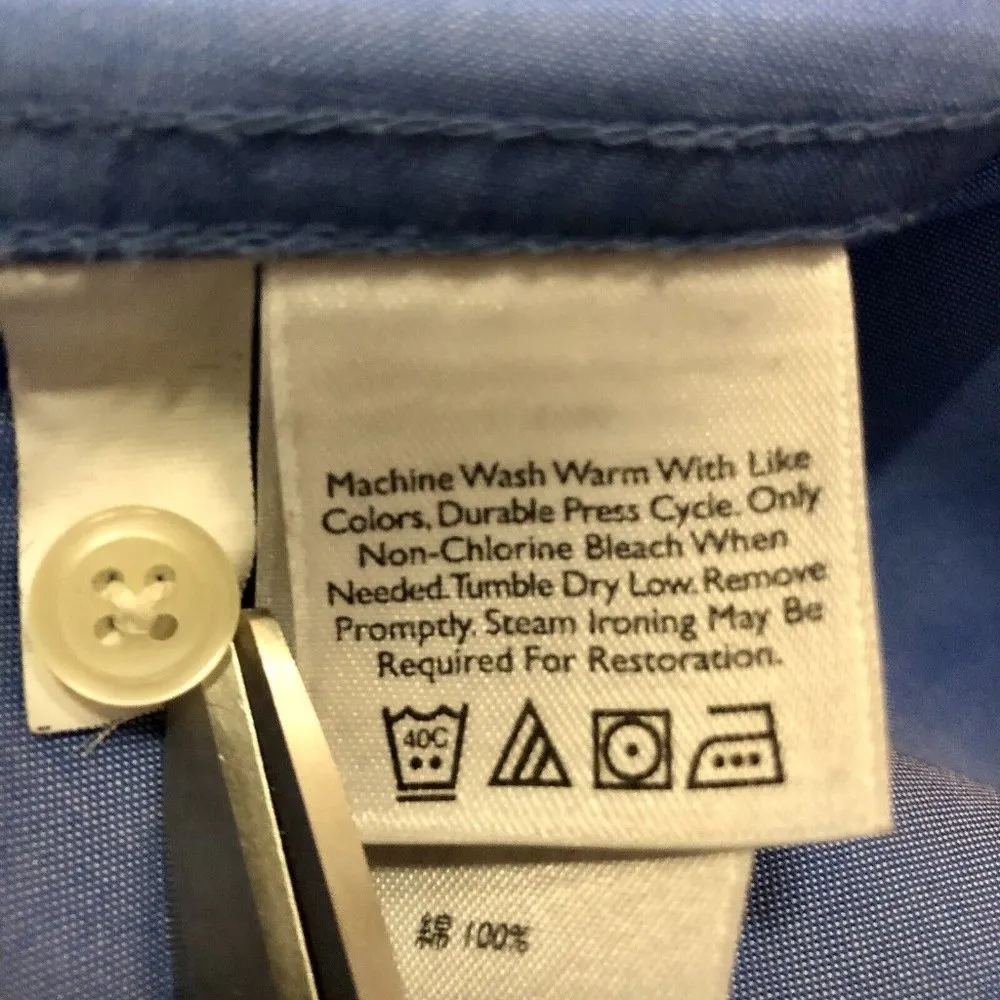 Machine Wash Warm With Like
Colors, Durable Press Cycle. Only
Non-Chlorine Bleach When
Needed. Tumble Dry Low. Remove
Promptly. Steam Ironing May Be
Required For Restoration.
40C
綿 100%